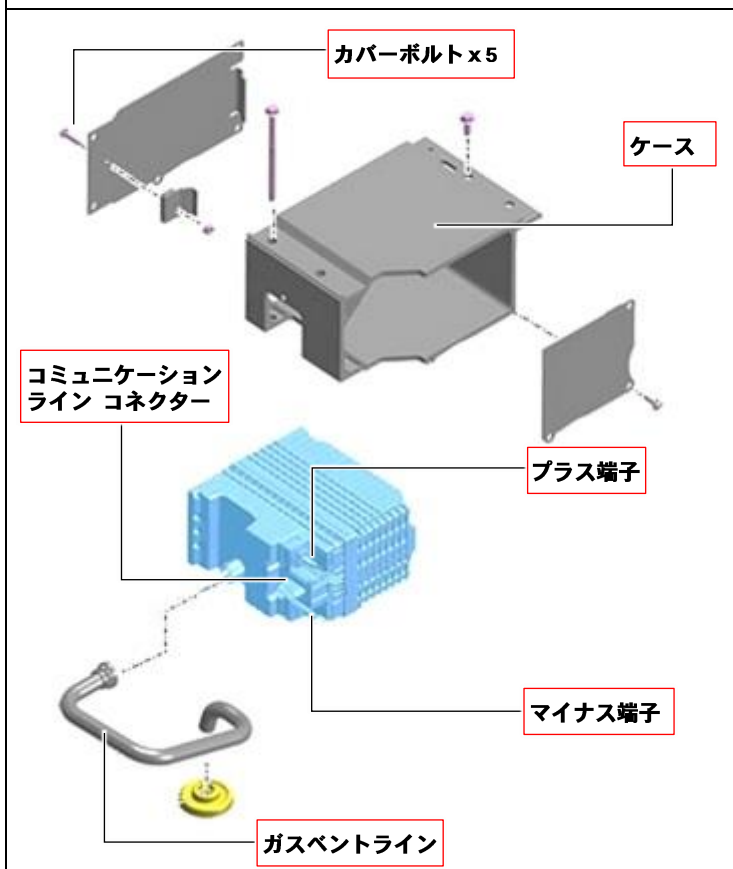 カバーボルト x 5
ケース
コミュニケーション
ライン コネクター
プラス端子
マイナス端子
ガスベントライン